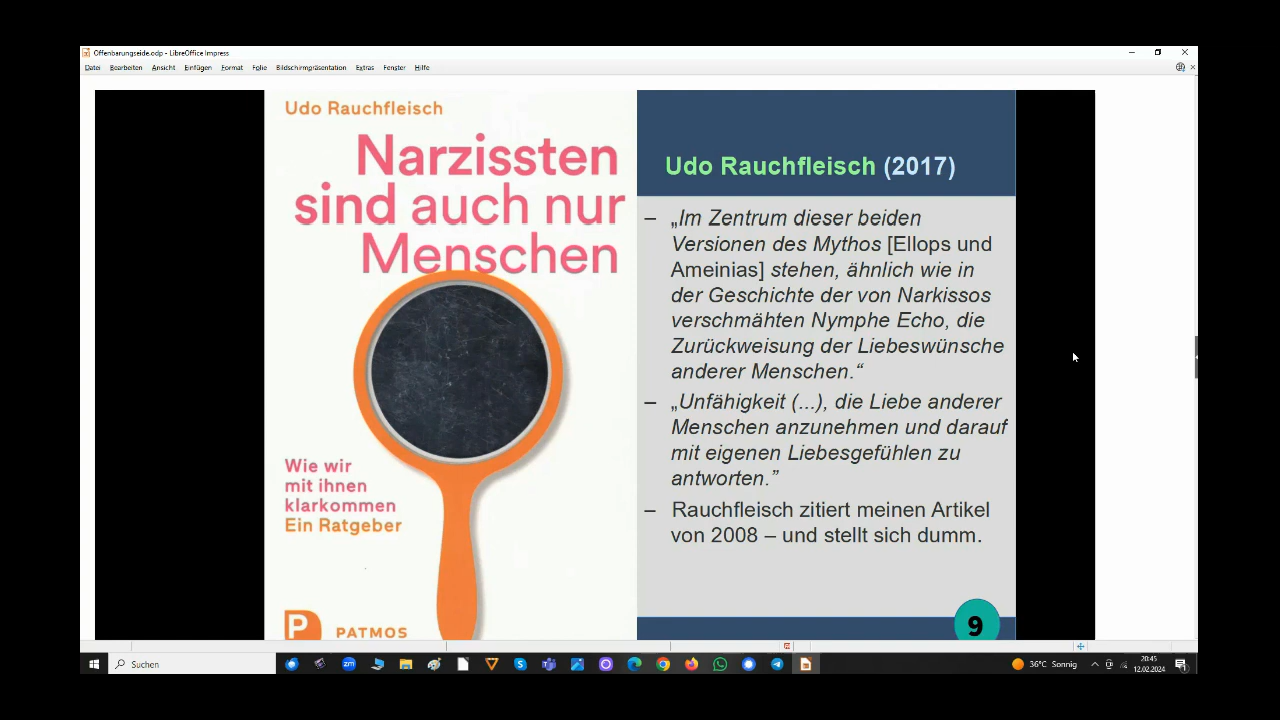 Offenbarungseide.odp - LibreOffice Impress
Datei Bearbeiten Ansicht Einfügen Format Folie Bildschirmpräsentation Extras Fenster Hilfe
Udo Rauchfleisch
Narzissten
sind auch nur
Menschen
Wie wir
mit ihnen
klarkommen
Ein Ratgeber
P PATMOS
Udo Rauchfleisch (2017)
– „Im Zentrum dieser beiden
Versionen des Mythos [Ellops und
Ameinias] stehen, ähnlich wie in
der Geschichte der von Narkissos
verschmähten Nymphe Echo, die
Zurückweisung der Liebeswünsche
anderer Menschen.“
– „Unfähigkeit (...), die Liebe anderer
Menschen anzunehmen und darauf
mit eigenen Liebesgefühlen zu
antworten.”
– Rauchfleisch zitiert meinen Artikel
von 2008 – und stellt sich dumm.
9
Suchen
zm
36°C Sonnig
20:45
12.02.2024